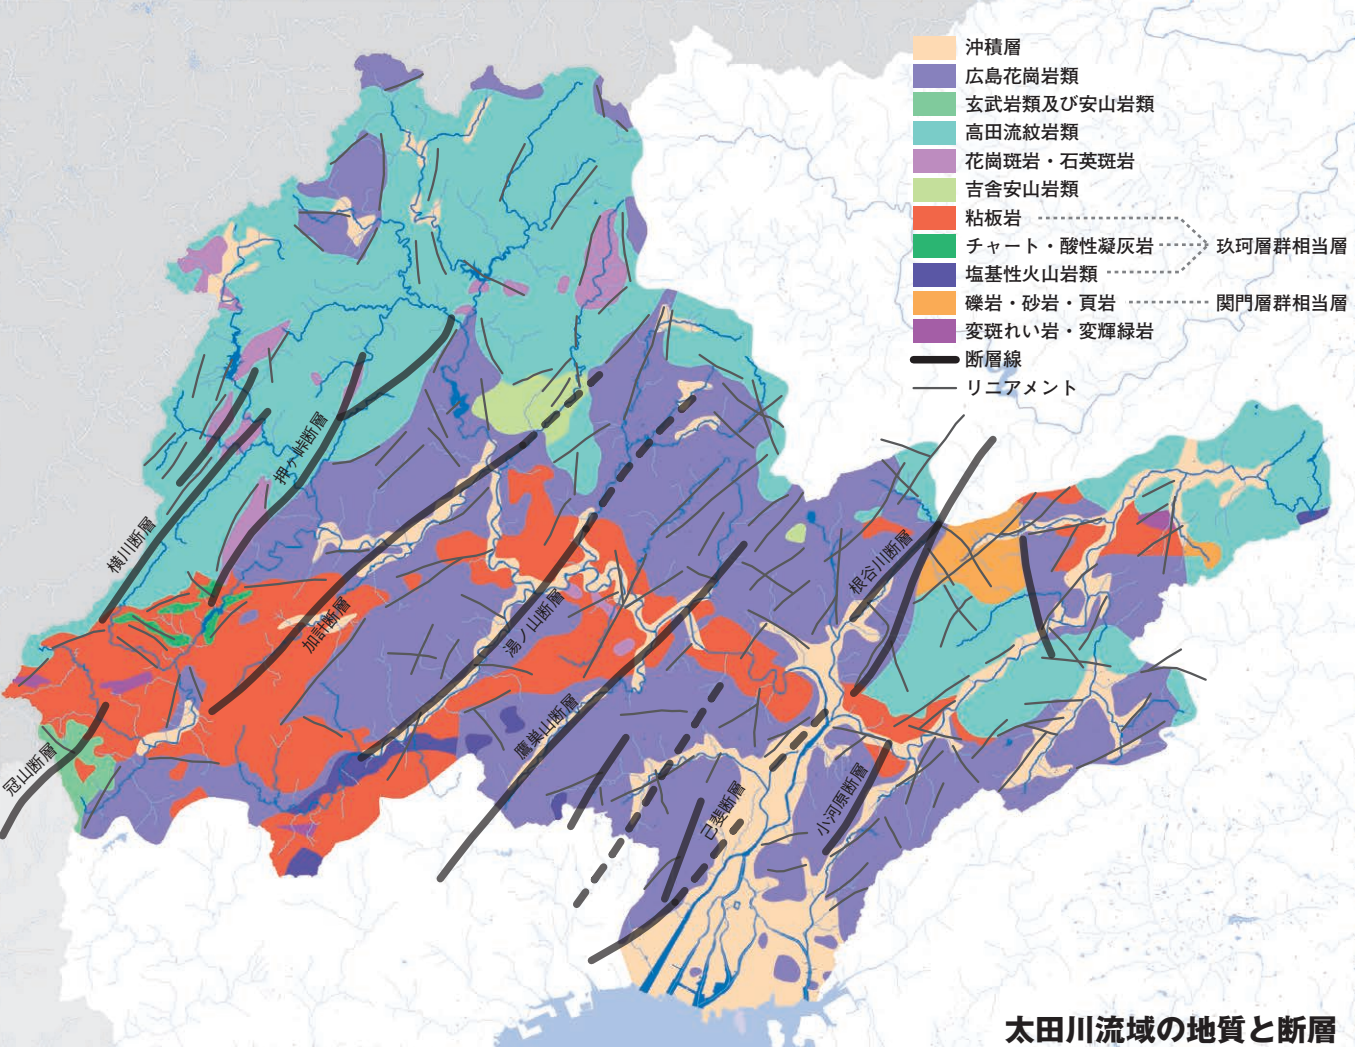 沖積層
広島花崗岩類
玄武岩類及び安山岩類
高田流紋岩類
花崗斑岩・石英斑岩
吉舎安山岩類
粘板岩
チャート・酸性凝灰岩
玖珂層群相当層
塩基性火山岩類
礫岩・砂岩・頁岩
関門層群相当層
変斑れい岩・変輝緑岩
断層線
リニアメント
押ヶ峠断層
横川断層
加計断層
湯ノ山断層
根谷川断層
冠山断層
鷹巣山断層
己斐断層
小河原断層
太田川流域の地質と断層